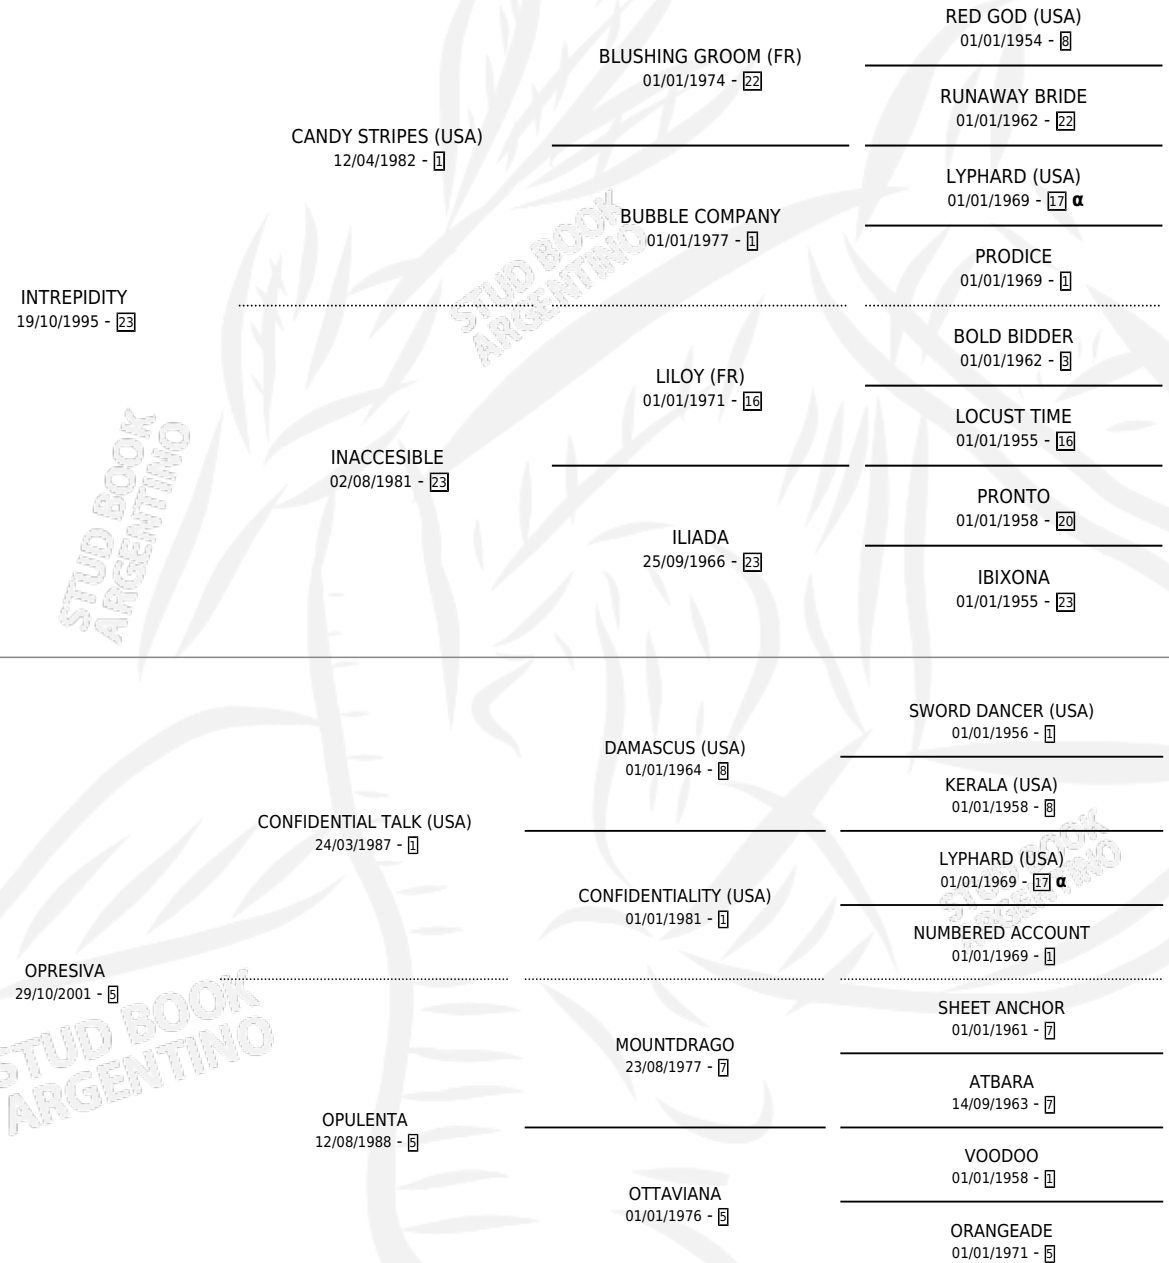 RED GOD (USA)
01/01/1954 - 8
BLUSHING GROOM (FR)
01/01/1974 - 22
RUNAWAY BRIDE
01/01/1962 - 22
CANDY STRIPES (USA)
12/04/1982 - 1
LYPHARD (USA)
01/01/1969 - 17 α
BUBBLE COMPANY
01/01/1977 - 1
PRODICE
01/01/1969 - 1
INTREPIDITY
19/10/1995 - 23
BOLD BIDDER
01/01/1962 - 3
LILOY (FR)
01/01/1971 - 16
LOCUST TIME
01/01/1955 - 16
INACCESIBLE
02/08/1981 - 23
PRONTO
01/01/1958 - 20
ILIADA
25/09/1966 - 23
IBIXONA
01/01/1955 - 23
SWORD DANCER (USA)
01/01/1956 - 1
DAMASCUS (USA)
01/01/1964 - 8
KERALA (USA)
01/01/1958 - 8
CONFIDENTIAL TALK (USA)
24/03/1987 - 1
LYPHARD (USA)
01/01/1969 - 17 α
CONFIDENTIALITY (USA)
01/01/1981 - 1
NUMBERED ACCOUNT
01/01/1969 - 1
OPRESIVA
29/10/2001 - 5
SHEET ANCHOR
01/01/1961 - 7
MOUNTDRAGO
23/08/1977 - 7
ATBARA
14/09/1963 - 7
OPULENTA
12/08/1988 - 5
VOODOO
01/01/1958 - 1
OTTAVIANA
01/01/1976 - 5
ORANGEADE
01/01/1971 - 5
STUD BOOK
ARGENTINO
STUD BOOK
ARGENTINO
STUD BOOK
ARGENTINO
STUD BOOK
ARGENTINO